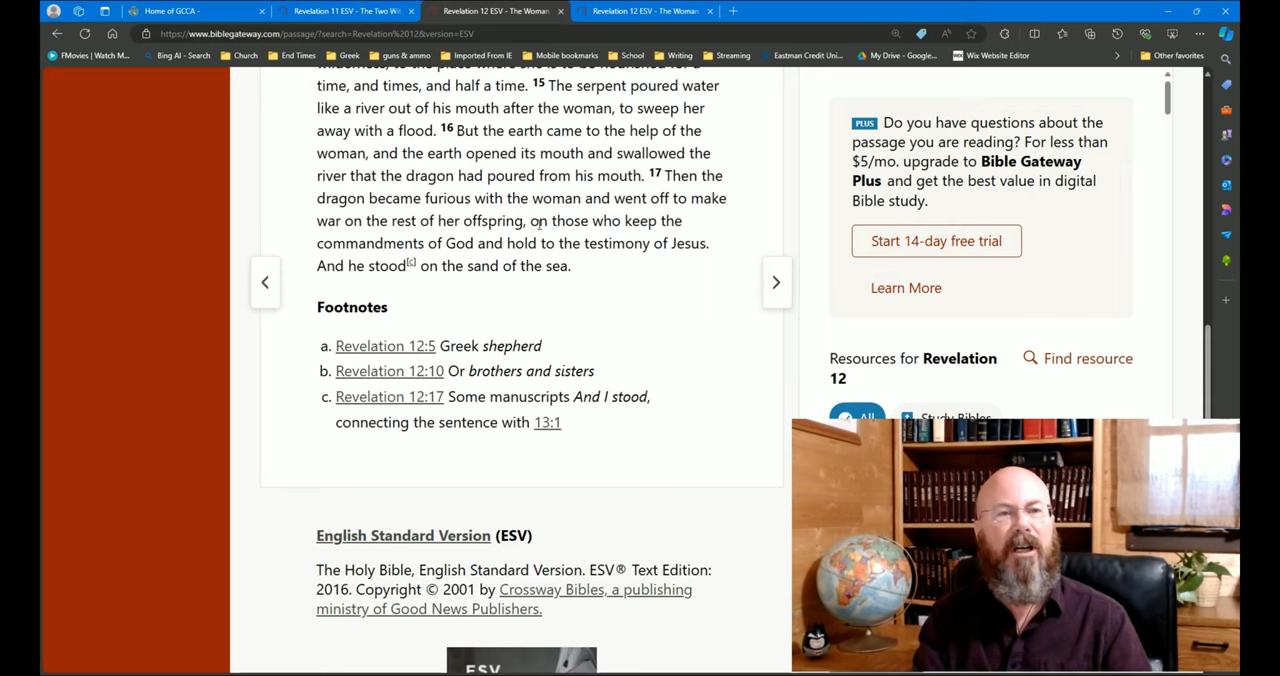 Home of GCCA -
Revelation 11 ESV - The Two Wi
Revelation 12 ESV - The Woman
Revelation 12 ESV - The Woman
https://www.biblegateway.com/passage/?search=Revelation%2012&version=ESV
FMovies | Watch M...
Bing AI - Search
Church
End Times
Greek
guns & ammo
Imported From IE
Mobile bookmarks
School
Writing
Streaming
Eastman Credit Uni...
My Drive - Google...
Wix Website Editor
Other favorites
time, and times, and half a time. 15 The serpent poured water
like a river out of his mouth after the woman, to sweep her
away with a flood. 16 But the earth came to the help of the
woman, and the earth opened its mouth and swallowed the
river that the dragon had poured from his mouth. 17 Then the
dragon became furious with the woman and went off to make
war on the rest of her offspring, on those who keep the
commandments of God and hold to the testimony of Jesus.
And he stood[c] on the sand of the sea.
Footnotes
a. Revelation 12:5 Greek shepherd
b. Revelation 12:10 Or brothers and sisters
c. Revelation 12:17 Some manuscripts And I stood,
connecting the sentence with 13:1
English Standard Version (ESV)
The Holy Bible, English Standard Version. ESV® Text Edition:
2016. Copyright © 2001 by Crossway Bibles, a publishing
ministry of Good News Publishers.
ESV
PLUS Do you have questions about the
passage you are reading? For less than
$5/mo. upgrade to Bible Gateway
Plus and get the best value in digital
Bible study.
Start 14-day free trial
Learn More
Resources for Revelation
12
Find resource
All
Study Bibles